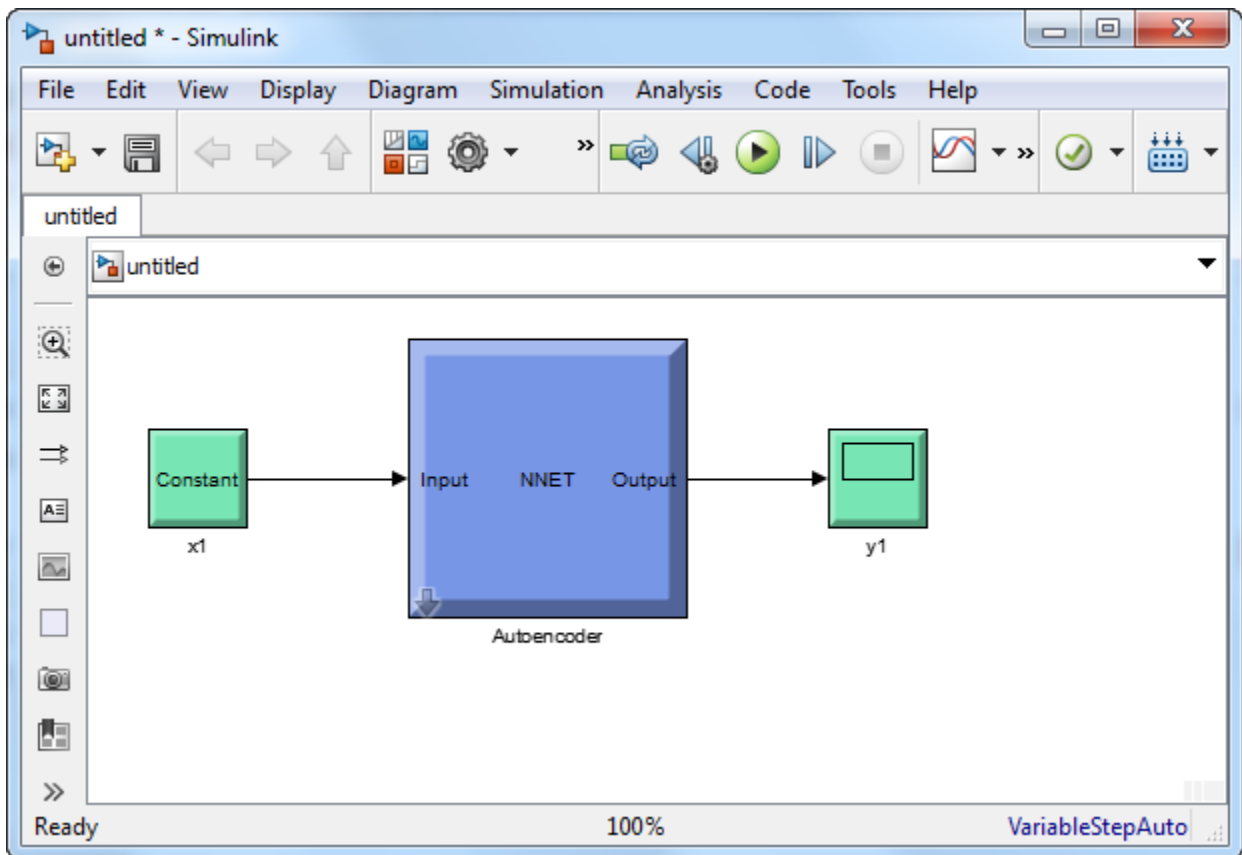 untitled * - Simulink
File Edit View Display Diagram Simulation Analysis Code Tools Help
untitled
untitled
Constant
x1
Input NNET Output
Autoencoder
y1
Ready 100% VariableStepAuto